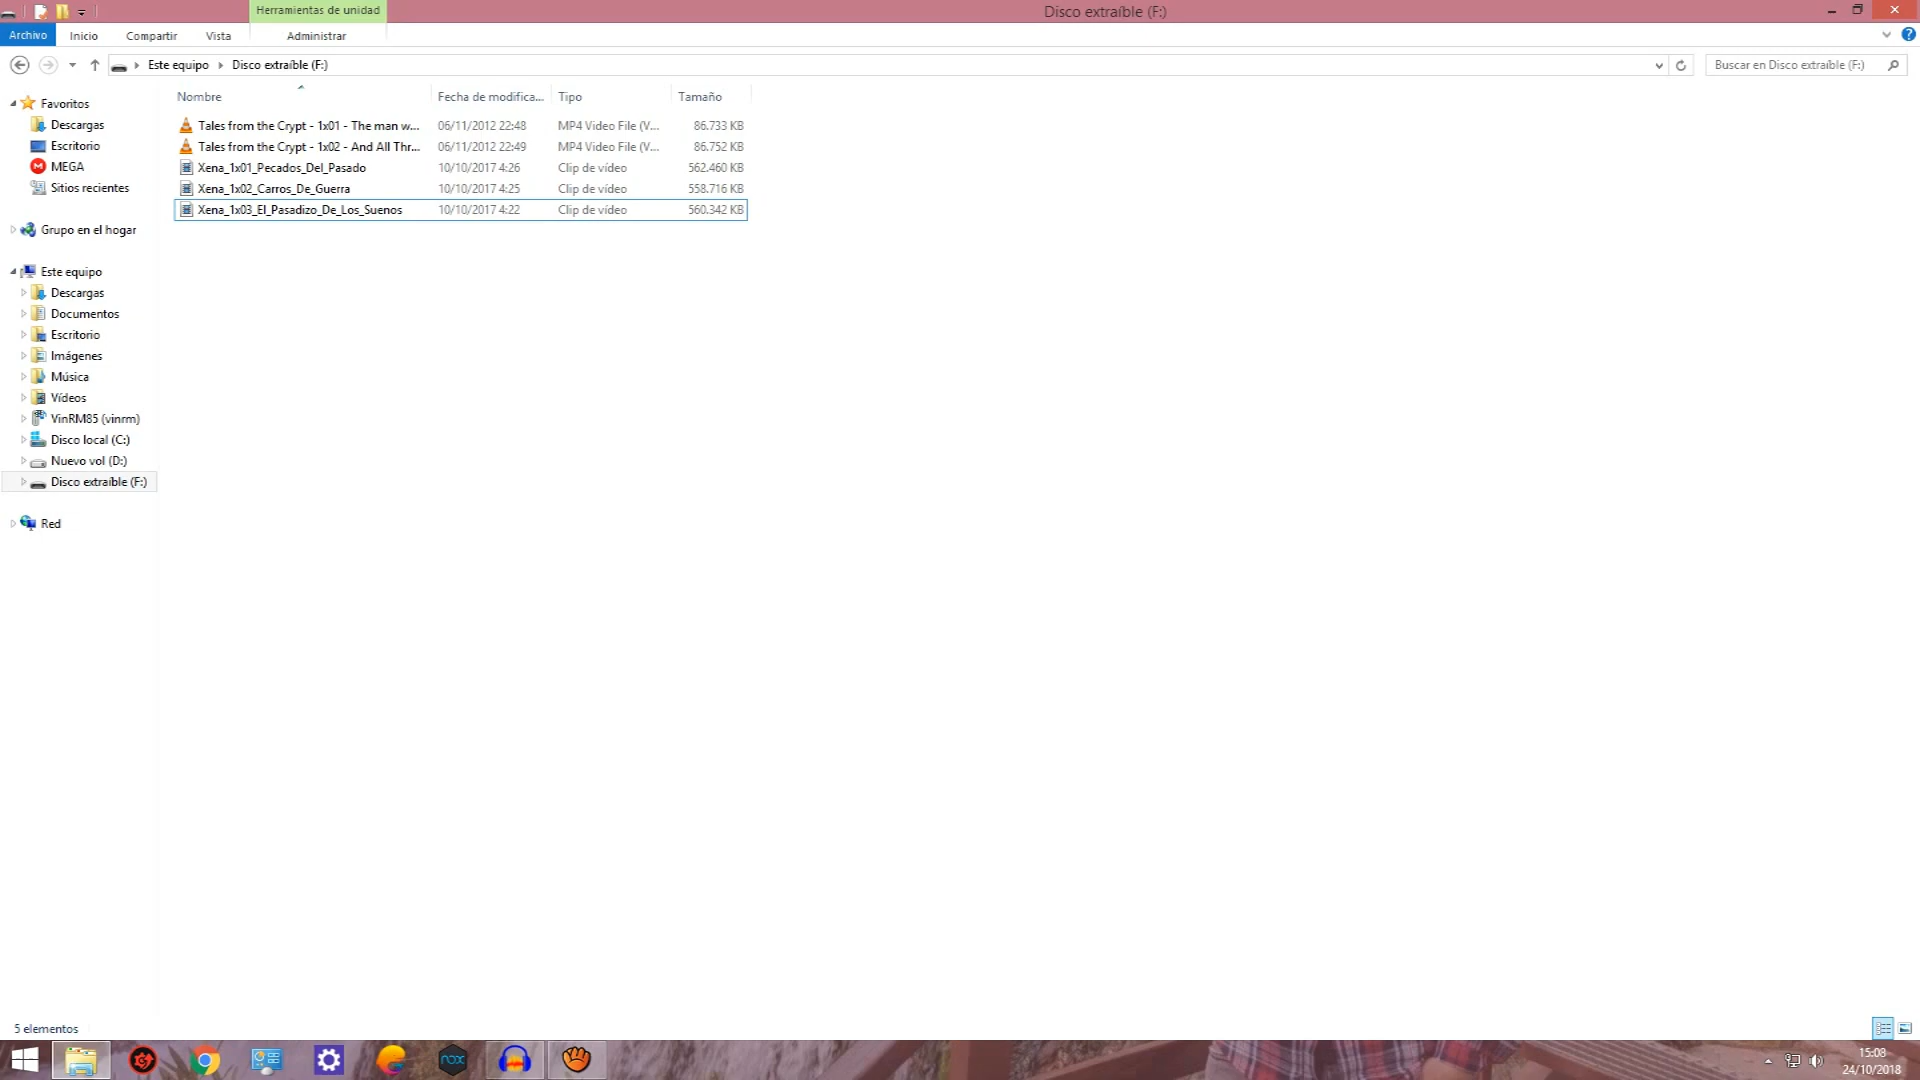 Herramientas de unidad
Disco extraíble (F:)
Archivo Inicio Compartir Vista Administrar
Este equipo Disco extraíble (F:)
Buscar en Disco extraíble (F:)
Nombre Fecha de modifica... Tipo Tamaño
Tales from the Crypt - 1x01 - The man w... 06/11/2012 22:48 MP4 Video File (V... 86.733 KB
Tales from the Crypt - 1x02 - And All Thr... 06/11/2012 22:49 MP4 Video File (V... 86.752 KB
Xena_1x01_Pecados_Del_Pasado 10/10/2017 4:26 Clip de vídeo 562.460 KB
Xena_1x02_Carros_De_Guerra 10/10/2017 4:25 Clip de vídeo 558.716 KB
Xena_1x03_El_Pasadizo_De_Los_Suenos 10/10/2017 4:22 Clip de vídeo 560.342 KB
Favoritos
Descargas
Escritorio
MEGA
Sitios recientes
Grupo en el hogar
Este equipo
Descargas
Documentos
Escritorio
Imágenes
Música
Vídeos
VinRM85 (vinrm)
Disco local (C:)
Nuevo vol (D:)
Disco extraíble (F:)
Red
5 elementos
nox
15:08
24/10/2018